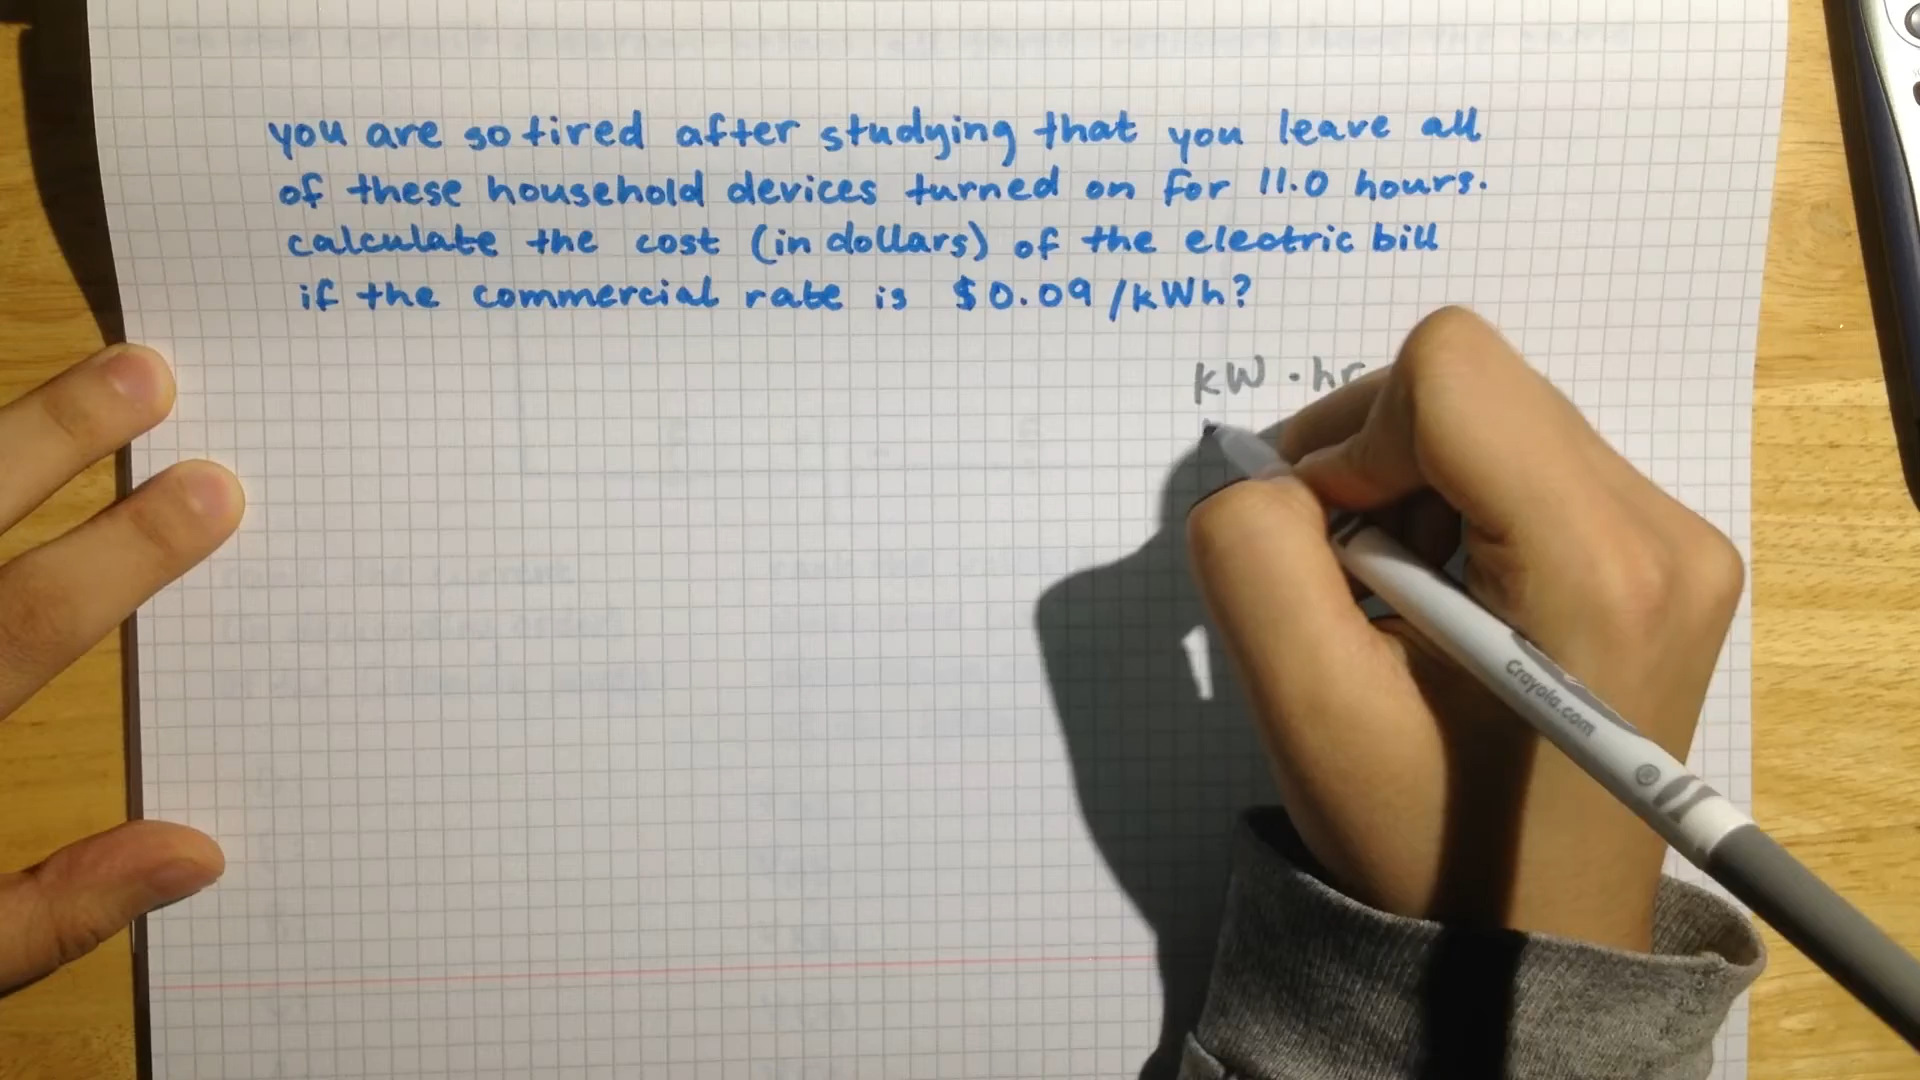 you are so tired after studying that you leave all
of these household devices turned on for 11.0 hours.
calculate the cost (in dollars) of the electric bill
if the commercial rate is $0.09/kWh?
kW · hr
Crayola.com